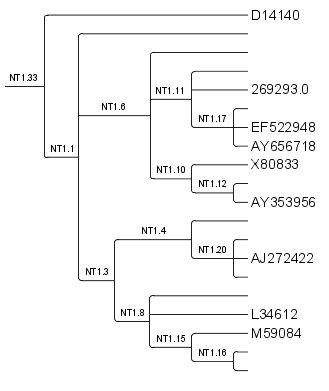 D14140
NT1.33
269293.0
NT1.11
NT1.6
NT1.17
EF522948
AY656718
NT1.1
X80833
NT1.10
NT1.12
AY353956
NT1.4
NT1.20
AJ272422
NT1.3
NT1.8
L34612
M59084
NT1.15
NT1.16